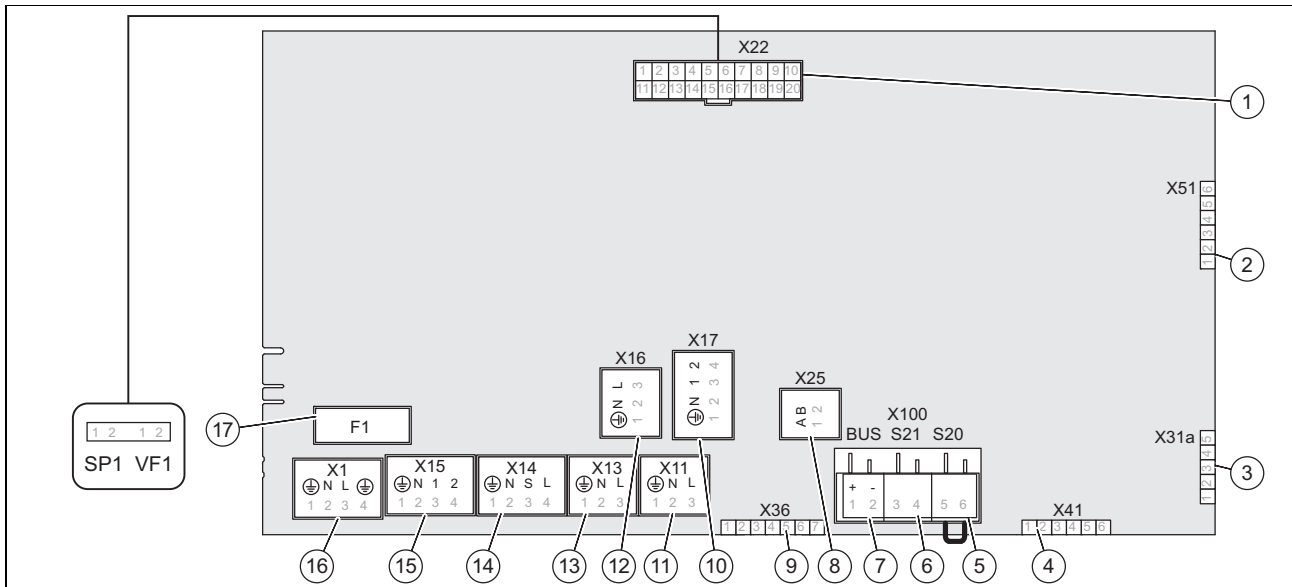 X22
1 2 3 4 5 6 7 8 9 10
11 12 13 14 15 16 17 18 19 20
1
X51
6
5
4
3
2
1
2
X16
N L
1 2 3
X17
N 1 2
1 2 3 4
X25
A B
1 2
X100
BUS S21 S20
+ -
1 2 3 4 5 6
X31a
5
4
3
2
1
3
1 2 1 2
SP1 VF1
17
F1
X1
N L
1 2 3 4
X15
N 1 2
1 2 3 4
X14
N S L
1 2 3 4
X13
N L
1 2 3
X11
N L
1 2 3
X36
1 2 3 4 5 6 7
X41
1 2 3 4 5 6
16 15 14 13 12 11 10 9 8 7 6 5 4